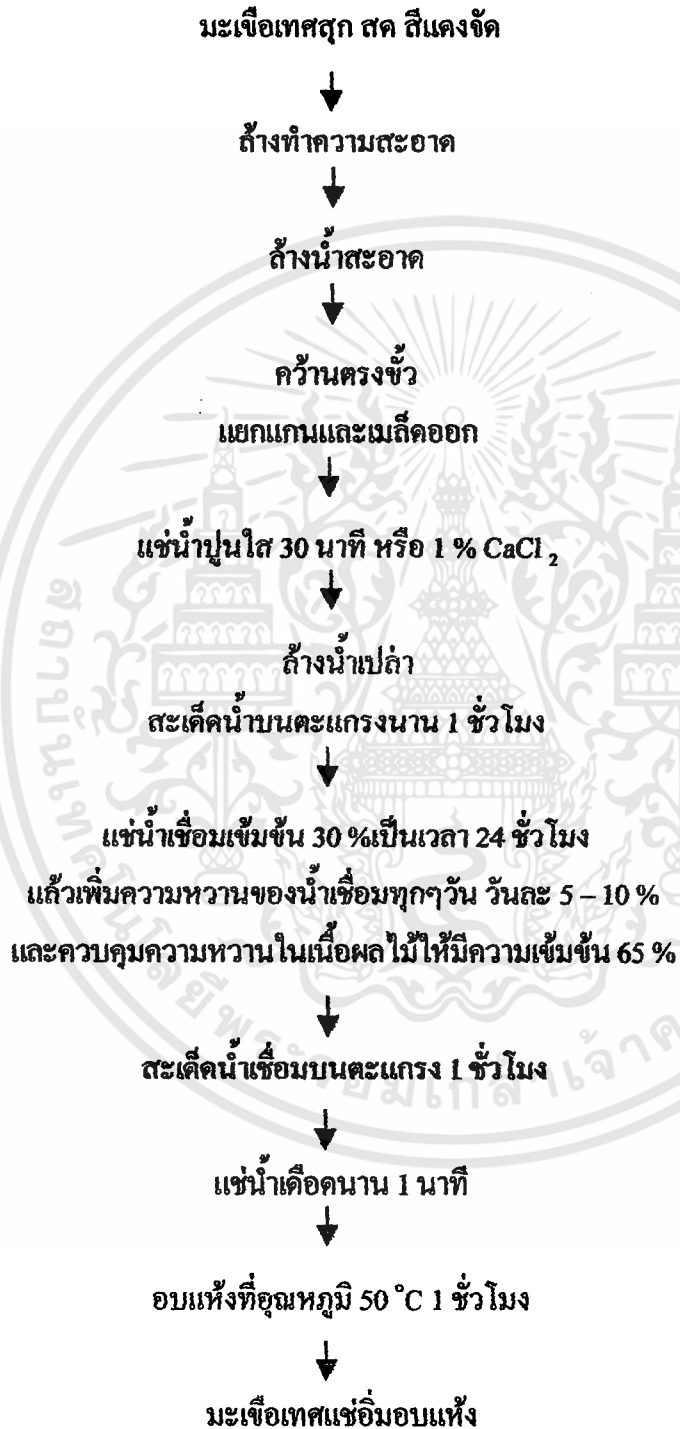 มะเขือเทศสุก สด สีแดงจัด
ล้างทำความสะอาด
ล้างน้ำสะอาด
คว้านตรงขั้ว
แยกแกนและเมล็ดออก
แช่น้ำปูนใส 30 นาที หรือ 1 % CaCl₂
ล้างน้ำเปล่า
สะเด็ดน้ำบนตะแกรงนาน 1 ชั่วโมง
แช่น้ำเชื่อมเข้มข้น 30 %เป็นเวลา 24 ชั่วโมง
แล้วเพิ่มความหวานของน้ำเชื่อมทุกๆวัน วันละ 5 – 10 %
และควบคุมความหวานในเนื้อผลไม้ให้มีความเข้มข้น 65 %
สะเด็ดน้ำเชื่อมบนตะแกรง 1 ชั่วโมง
แช่น้ำเดือดนาน 1 นาที
อบแห้งที่อุณหภูมิ 50 °C 1 ชั่วโมง
มะเขือเทศแช่อิ่มอบแห้ง